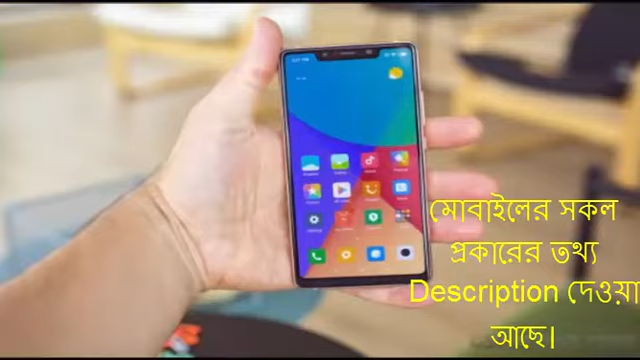 মোবাইলের সকল
প্রকারের তথ্য
Description দেওয়া
আছে।